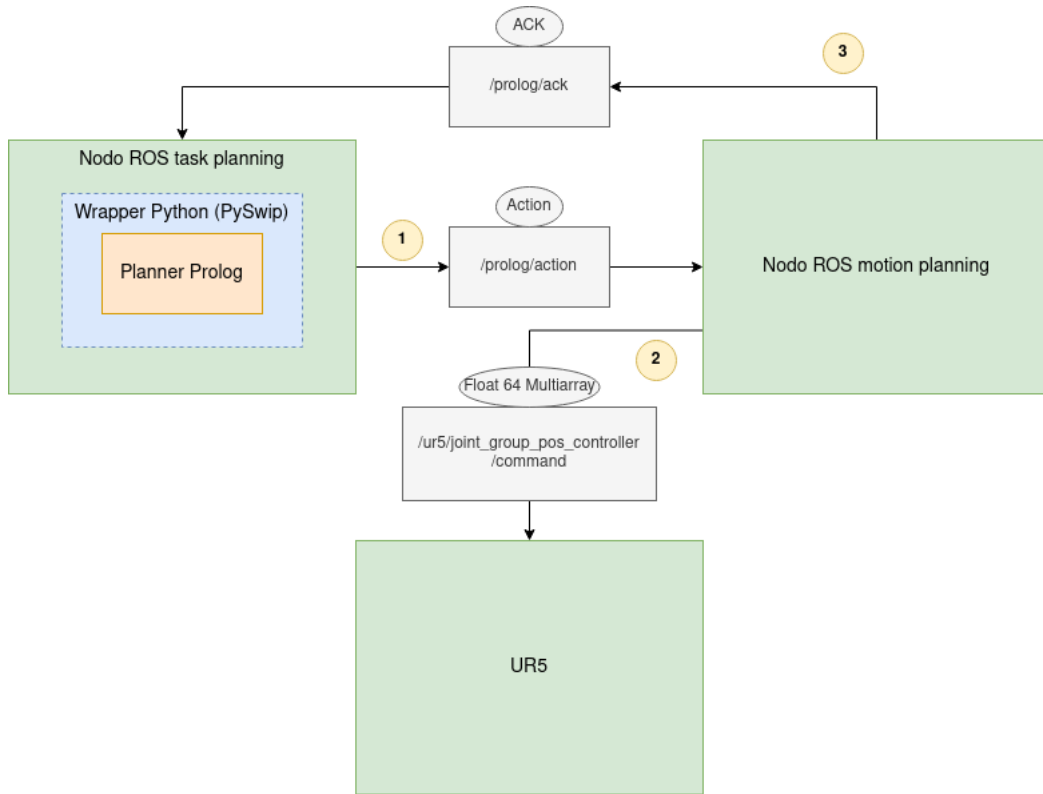 ACK
3
/prolog/ack
Nodo ROS task planning
Wrapper Python (PySwip)
Planner Prolog
1
Action
/prolog/action
Nodo ROS motion planning
2
Float 64 Multiarray
/ur5/joint_group_pos_controller
/command
UR5